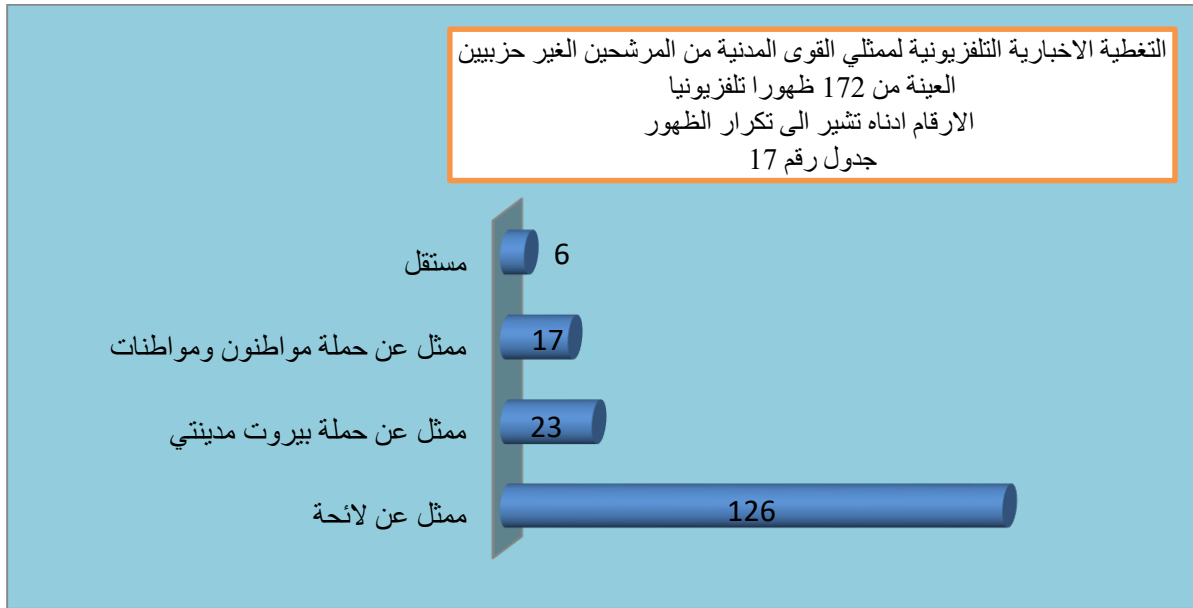 التغطية الاخبارية التلفزيونية لممثلي القوى المدنية من المرشحين الغير حزبيين
العينة من 172 ظهورا تلفزيونيا
الارقام ادناه تشير الى تكرار الظهور
جدول رقم 17
مستقل 6
ممثل عن حملة مواطنون ومواطنات 17
ممثل عن حملة بيروت مدينتي 23
ممثل عن لائحة 126